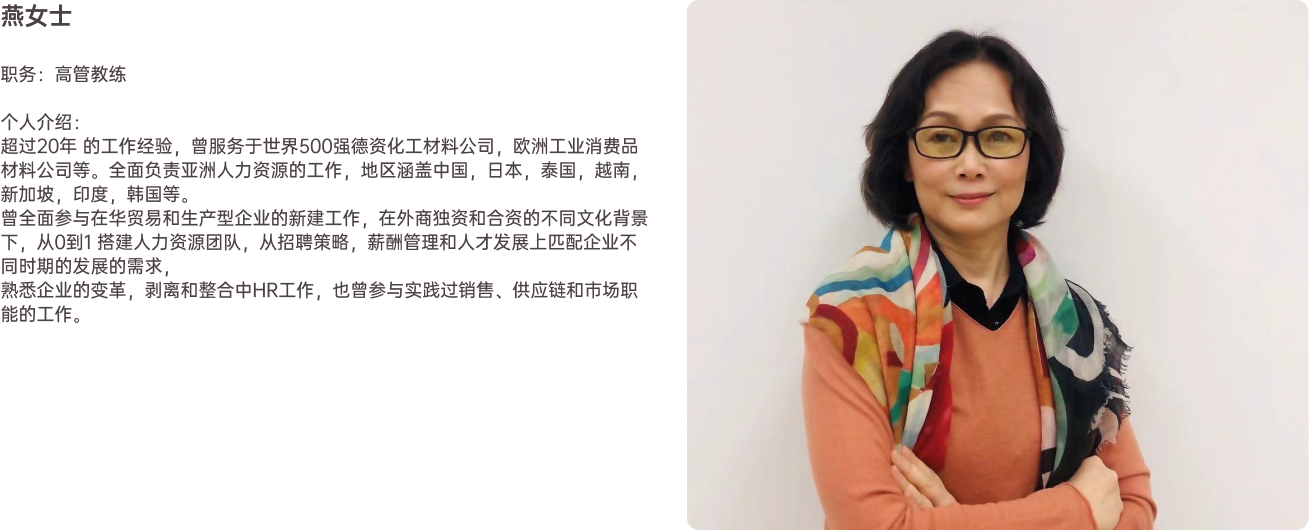 燕女士
职务：高管教练
个人介绍：
超过20年 的工作经验，曾服务于世界500强德资化工材料公司，欧洲工业消费品
材料公司等。全面负责亚洲人力资源的工作，地区涵盖中国，日本，泰国，越南，
新加坡，印度，韩国等。
曾全面参与在华贸易和生产型企业的新建工作，在外商独资和合资的不同文化背景
下，从0到1 搭建人力资源团队，从招聘策略，薪酬管理和人才发展上匹配企业不
同时期的发展的需求，
熟悉企业的变革，剥离和整合中HR工作，也曾参与实践过销售、供应链和市场职
能的工作。